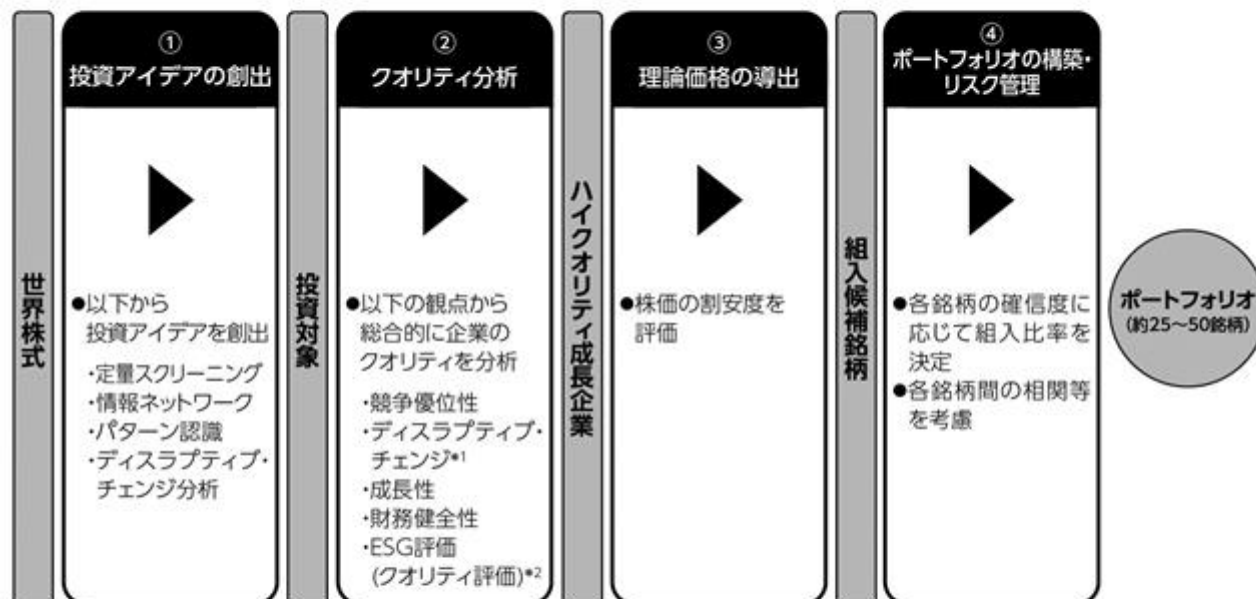 世界株式
①
投資アイデアの創出
●以下から
投資アイデアを創出
・定量スクリーニング
・情報ネットワーク
・パターン認識
・ディスラプティブ・
チェンジ分析
投資対象
②
クオリティ分析
●以下の観点から
総合的に企業の
クオリティを分析
・競争優位性
・ディスラプティブ・
チェンジ*1
・成長性
・財務健全性
・ESG評価
(クオリティ評価)*2
ハイクオリティ成長企業
③
理論価格の導出
●株価の割安度を
評価
組入候補銘柄
④
ポートフォリオの構築・
リスク管理
●各銘柄の確信度に
応じて組入比率を
決定
●各銘柄間の相関等
を考慮
ポートフォリオ
(約25～50銘柄)